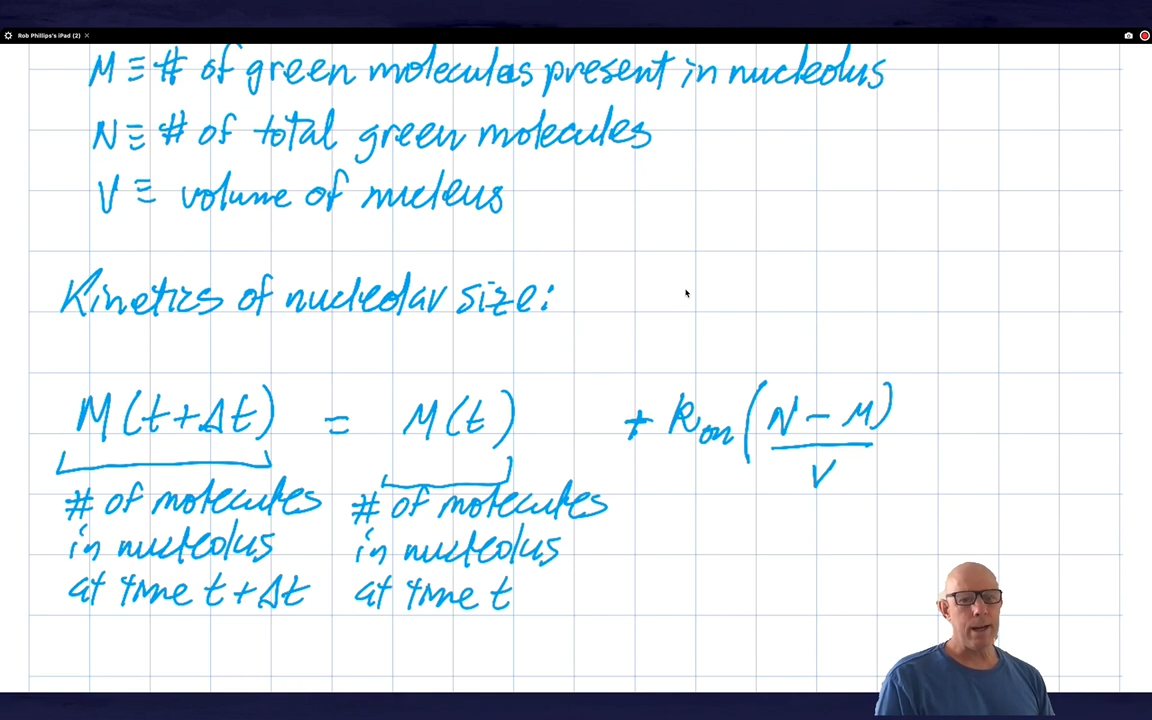 Rob Phillips's iPad (2) ×
M ≡ # of green molecules present in nucleolus
N ≡ # of total green molecules
V ≡ volume of nucleus
Kinetics of nucleolar size:
M(t+Δt) = M(t) + k_on (N - M)/V
# of molecules # of molecules
in nucleolus in nucleolus
at time t+Δt at time t